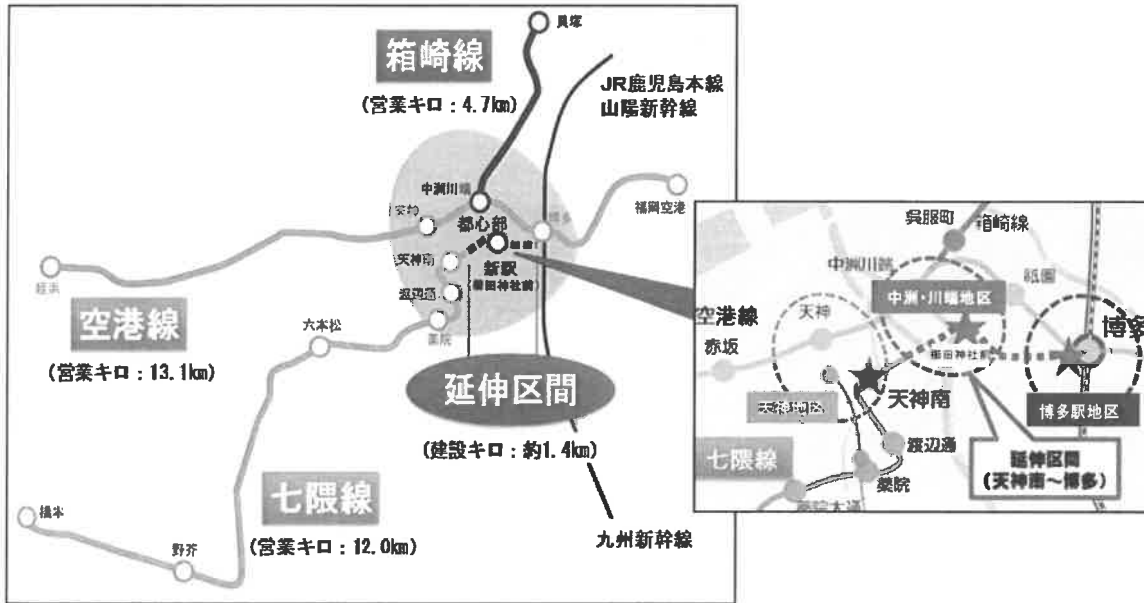 貝塚
箱崎線
(営業キロ：4.7km)
JR鹿児島本線
山陽新幹線
中洲川端
福岡空港
都心部
天神南
新駅
(櫛田神社前)
渡辺通
薬院
姪浜
空港線
(営業キロ：13.1km)
六本松
延伸区間
(建設キロ：約1.4km)
七隈線
(営業キロ：12.0km)
橋本
野芥
九州新幹線
呉服町
箱崎線
中洲川端
祇園
中洲・川端地区
天神
空港線
赤坂
櫛田神社前
博多
天神南
天神地区
博多駅地区
渡辺通
七隈線
薬院
延伸区間
(天神南～博多)
薬院大通